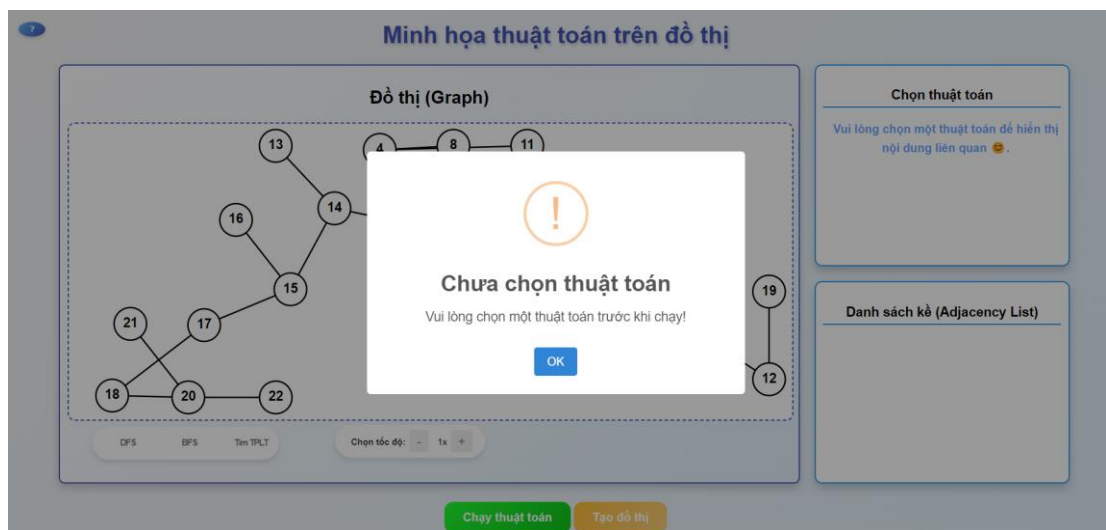 ?
Minh họa thuật toán trên đồ thị
Đồ thị (Graph)
13
4
8
11
16
14
15
21
17
18
20
22
19
12
Chưa chọn thuật toán
Vui lòng chọn một thuật toán trước khi chạy!
OK
DFS BFS Tìm TPLT
Chọn tốc độ: - 1x +
Chọn thuật toán
Vui lòng chọn một thuật toán để hiển thị
nội dung liên quan 😊.
Danh sách kề (Adjacency List)
Chạy thuật toán
Tạo đồ thị